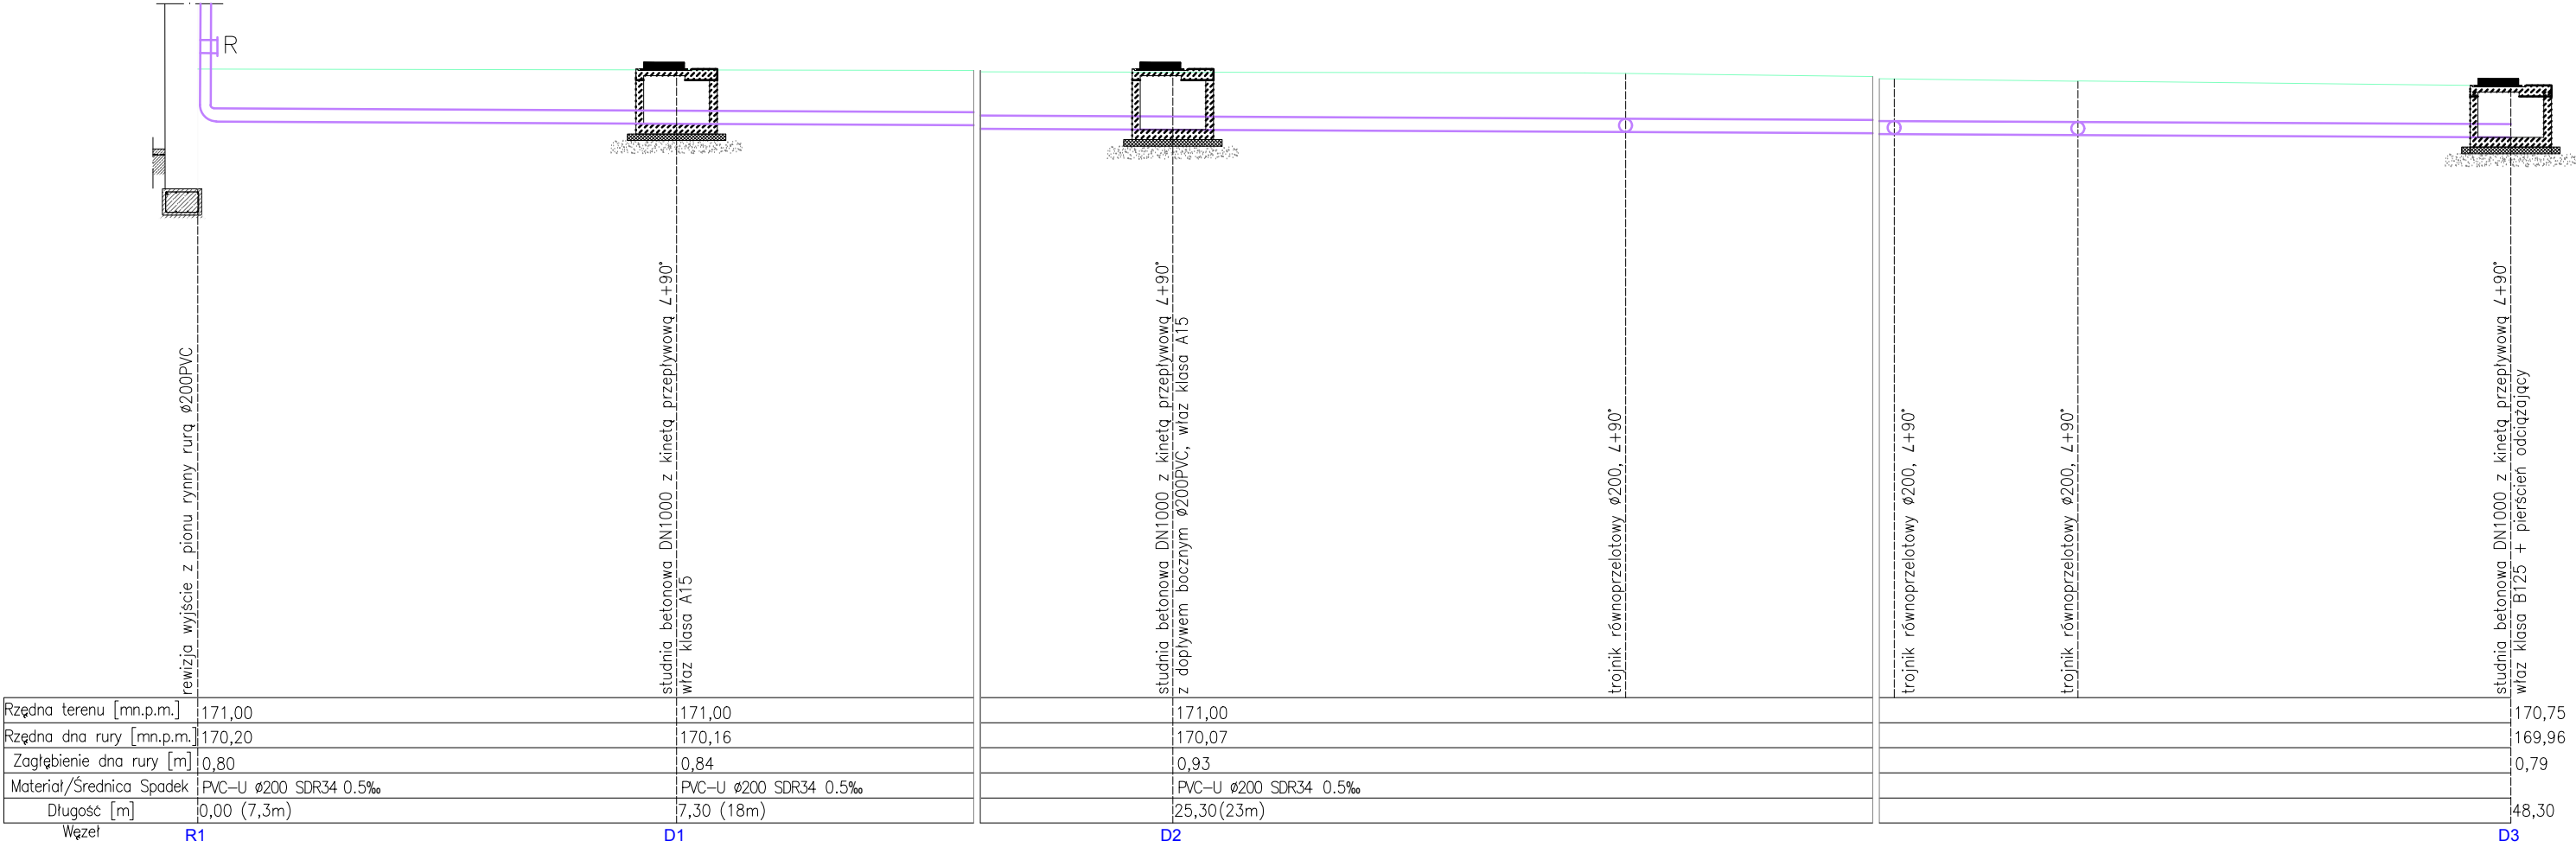 R
rewizja wyjście z pionu rynny rurą ø200PVC
studnia betonowa DN1000 z kinetą przepływową ∠+90°
właz klasa A15
studnia betonowa DN1000 z kinetą przepływową ∠+90°
z dopływem bocznym ø200PVC, właz klasa A15
trojnik równoprzelotowy ø200, ∠+90°
trojnik równoprzelotowy ø200, ∠+90°
trojnik równoprzelotowy ø200, ∠+90°
studnia betonowa DN1000 z kinetą przepływową ∠+90°
właz klasa B125 + pierścień odciążający
Rzędna terenu [mn.p.m.] 171,00 171,00 171,00 170,75
Rzędna dna rury [mn.p.m.] 170,20 170,16 170,07 169,96
Zagłębienie dna rury [m] 0,80 0,84 0,93 0,79
Materiał/Średnica Spadek PVC-U ø200 SDR34 0.5‰ PVC-U ø200 SDR34 0.5‰ PVC-U ø200 SDR34 0.5‰
Długość [m] 0,00 (7,3m) 7,30 (18m) 25,30(23m) 48,30
Węzeł R1 D1 D2 D3